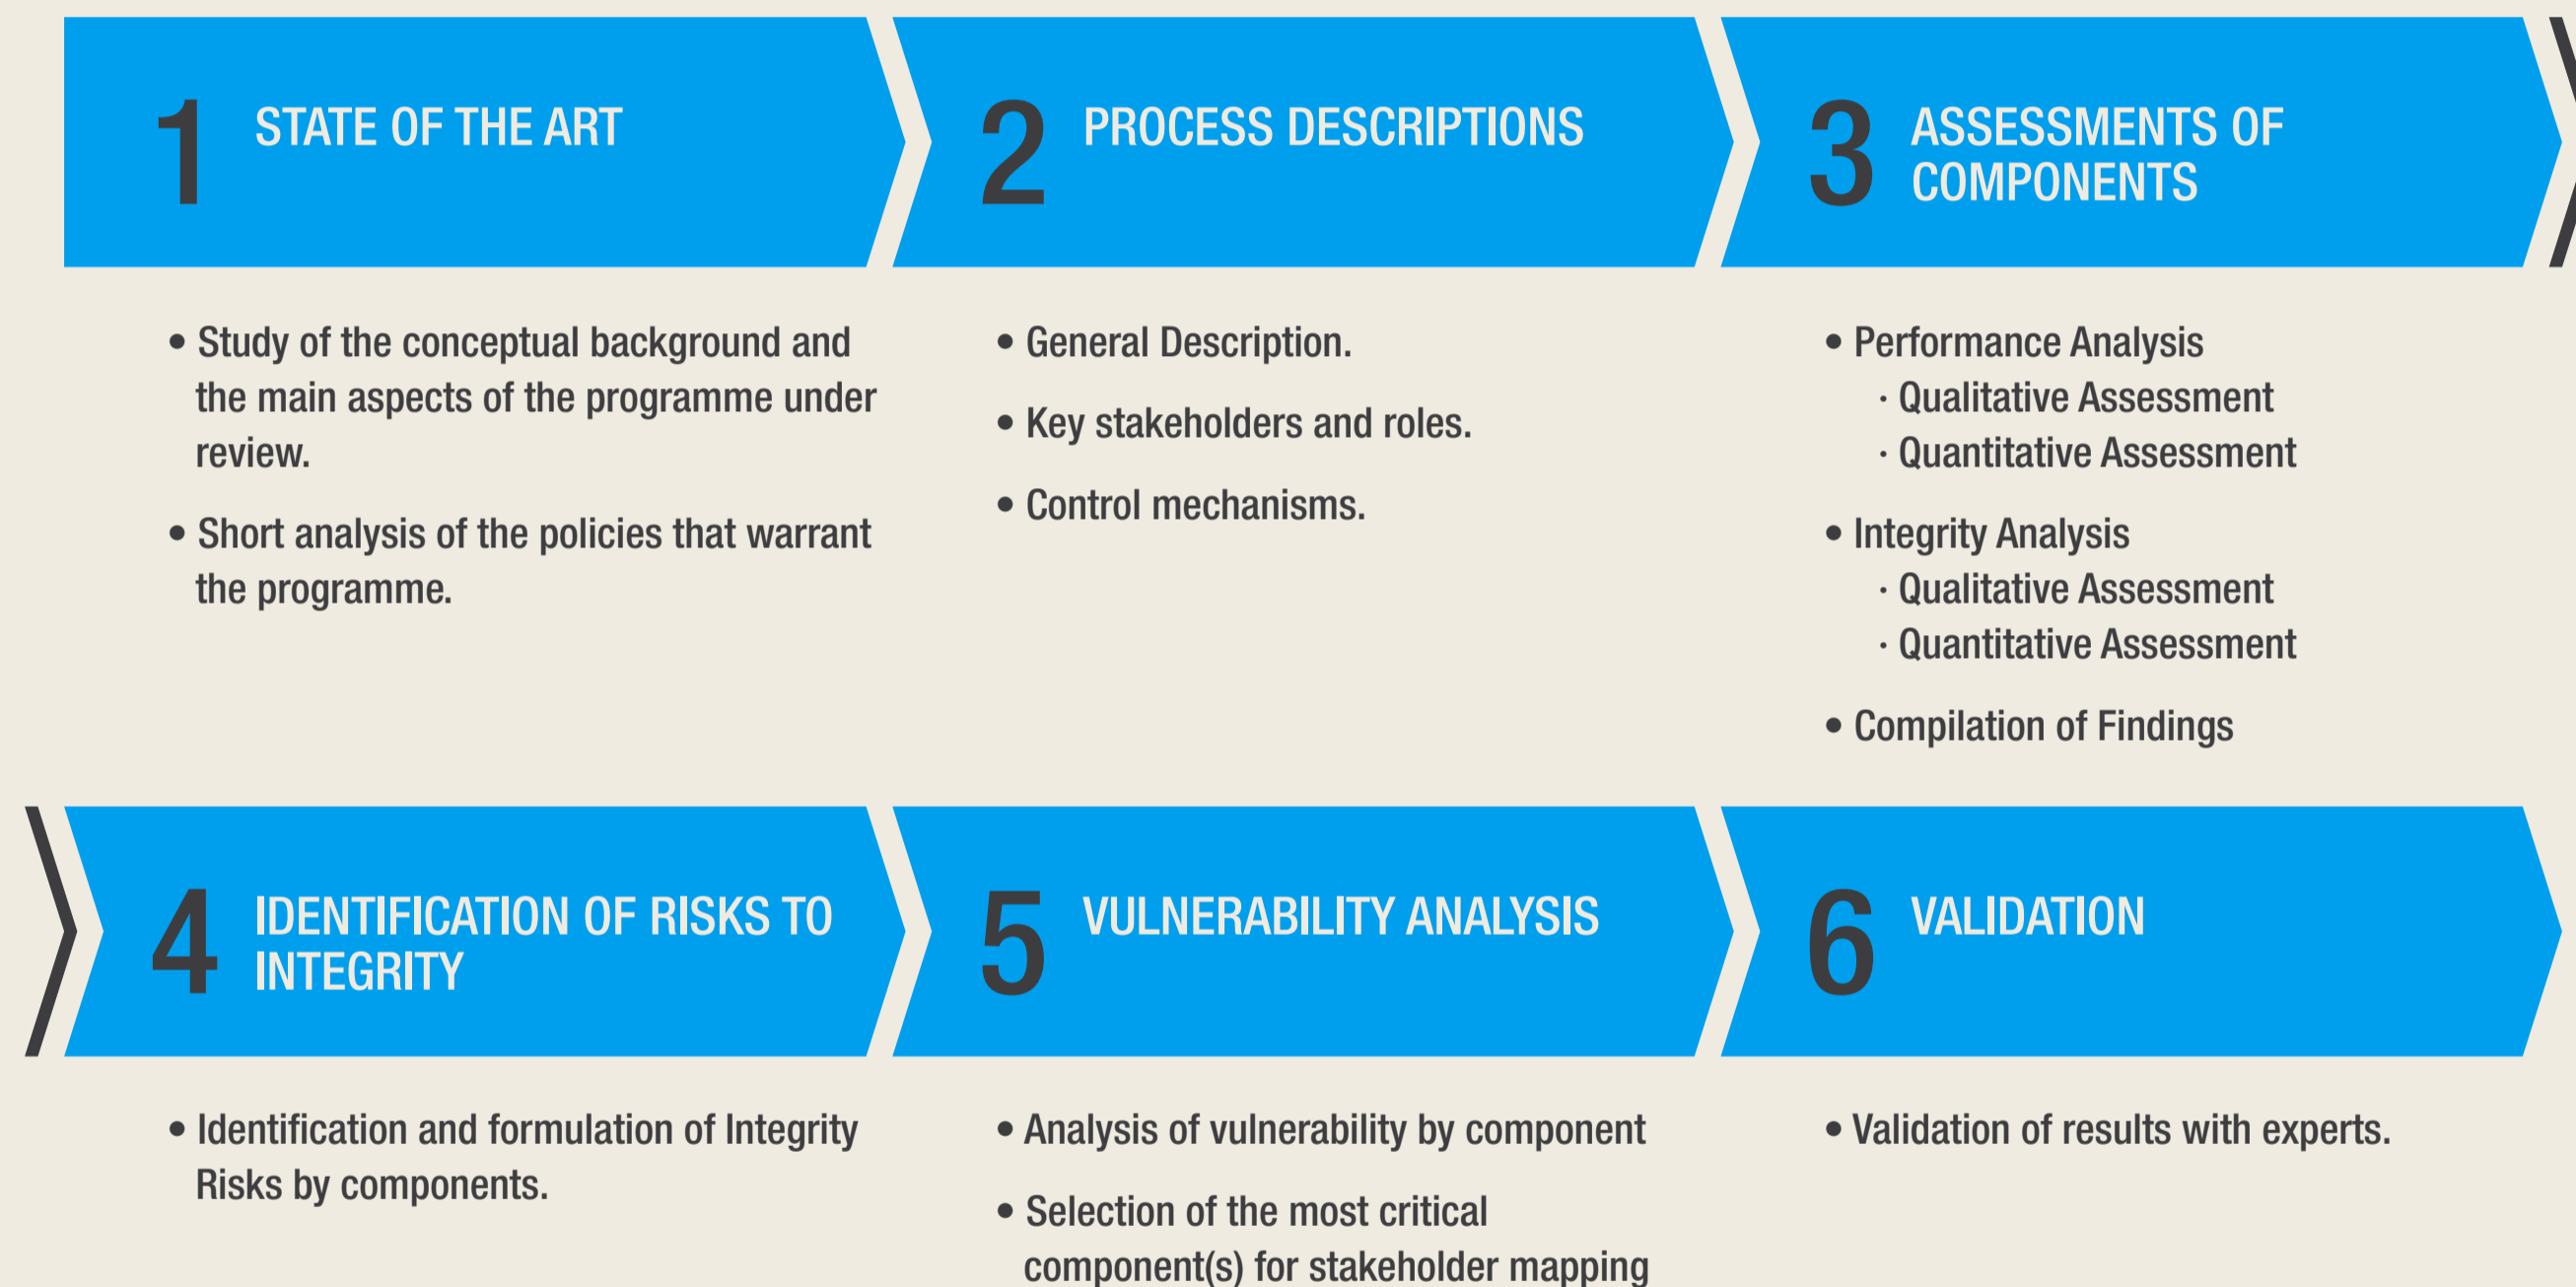 1 STATE OF THE ART
• Study of the conceptual background and
the main aspects of the programme under
review.
• Short analysis of the policies that warrant
the programme.
2 PROCESS DESCRIPTIONS
• General Description.
• Key stakeholders and roles.
• Control mechanisms.
3 ASSESSMENTS OF
COMPONENTS
• Performance Analysis
· Qualitative Assessment
· Quantitative Assessment
• Integrity Analysis
· Qualitative Assessment
· Quantitative Assessment
• Compilation of Findings
4 IDENTIFICATION OF RISKS TO
INTEGRITY
• Identification and formulation of Integrity
Risks by components.
5 VULNERABILITY ANALYSIS
• Analysis of vulnerability by component
• Selection of the most critical
component(s) for stakeholder mapping
6 VALIDATION
• Validation of results with experts.